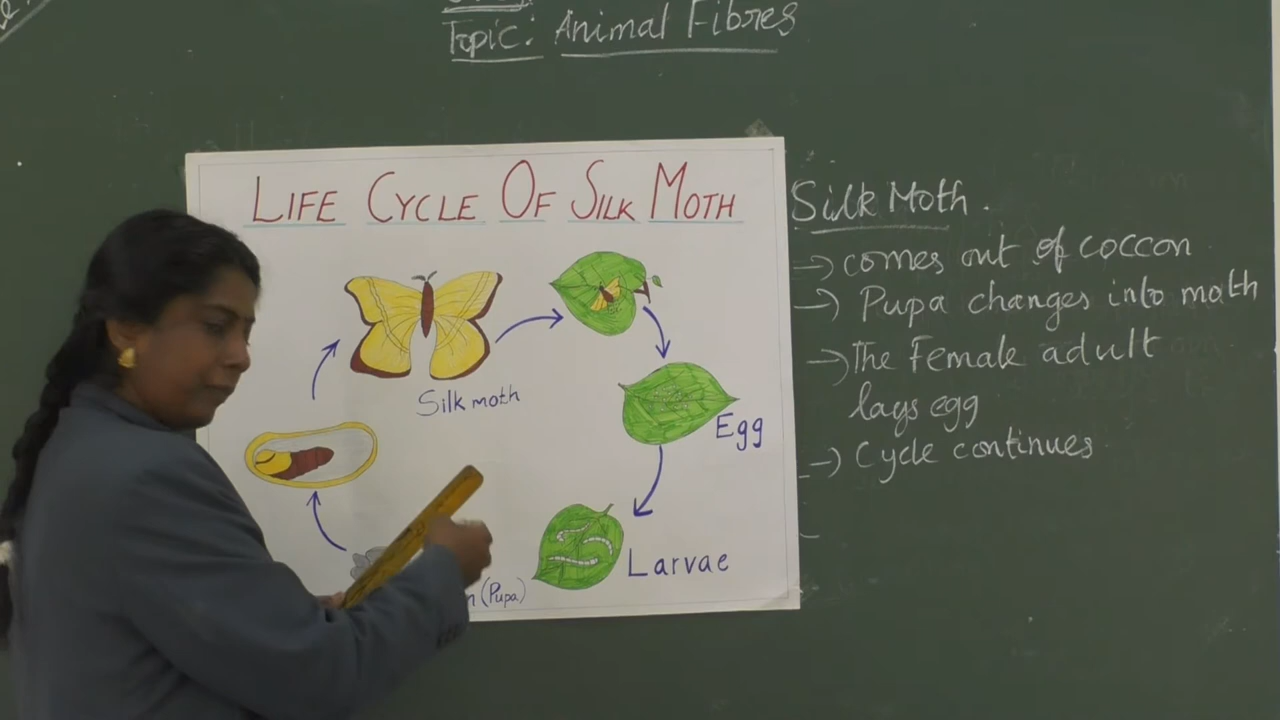 Topic: Animal Fibres
LIFE CYCLE OF SILK MOTH
Silk moth
Egg
Larvae
(Pupa)
Silk Moth.
-> comes out of coccon
-> Pupa changes into moth
-> The Female adult
lays egg
-> Cycle continues